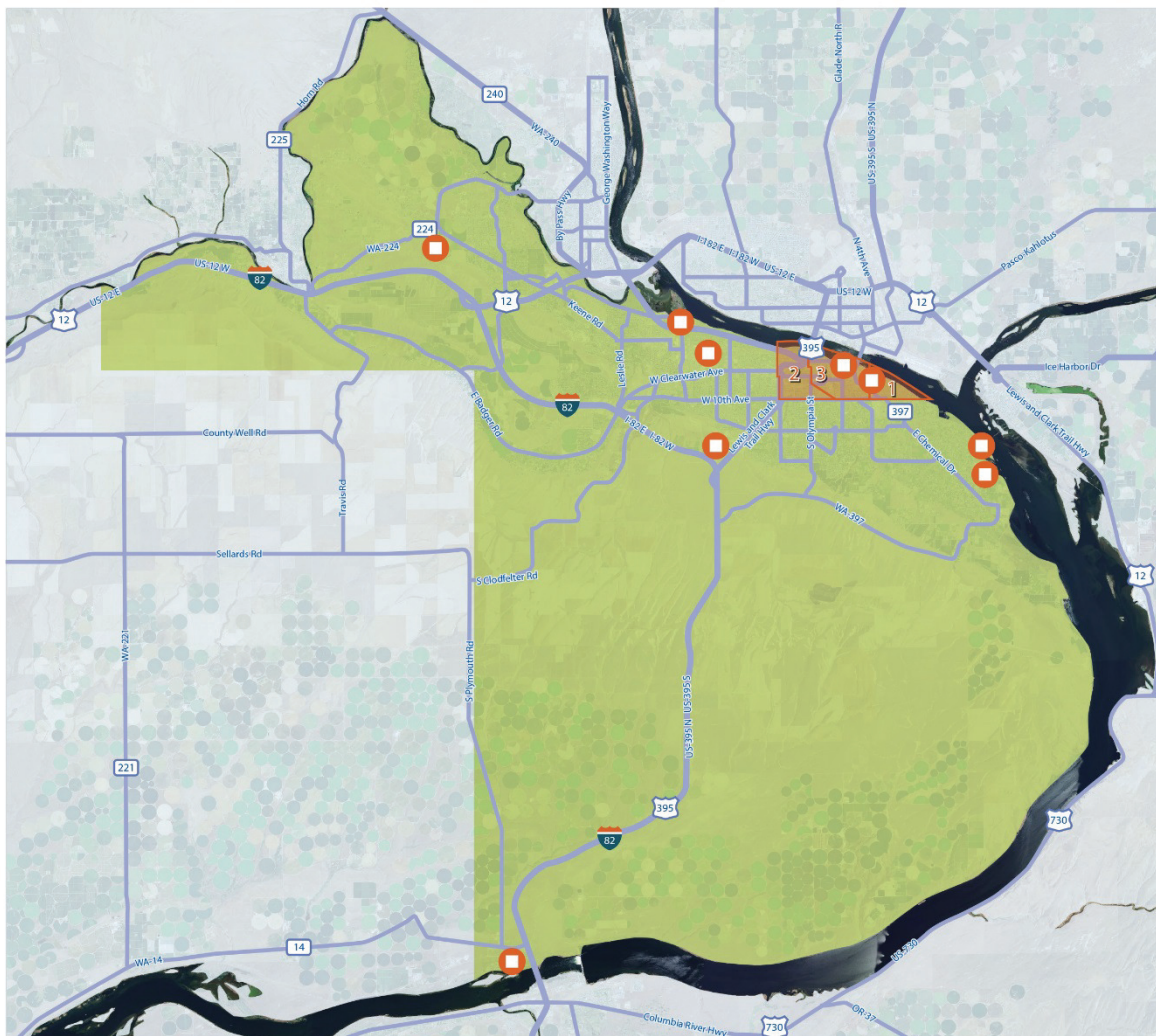 Horn Rd
240
225
WA-240
George Washington Way
Glade North R
US-395 S US-395 N
By Pass Hwy
224
WA-224
I 182 E I 182 W US-12 E
N 4th Ave
Pasco Kahlotus
US-12 W
82
US-12 E
12
12
US-12 W
12
Keene Rd
395
Leslie Rd
W Clearwater Ave
2
3
1
Ice Harbor Dr
E Badger Rd
82
W 10th Ave
397
Lewis and Clark
Trail Hwy
S Olympia St
Lewis and Clark Trail Hwy
County Well Rd
I-82 E I-82 W
E Chemical Dr
Travis Rd
WA-397
Sellards Rd
S Clodfelter Rd
12
WA-221
S Plymouth Rd
US-395 N US-395 S
221
395
82
730
14
WA-14
US-730
OR-37
Columbia River Hwy
730